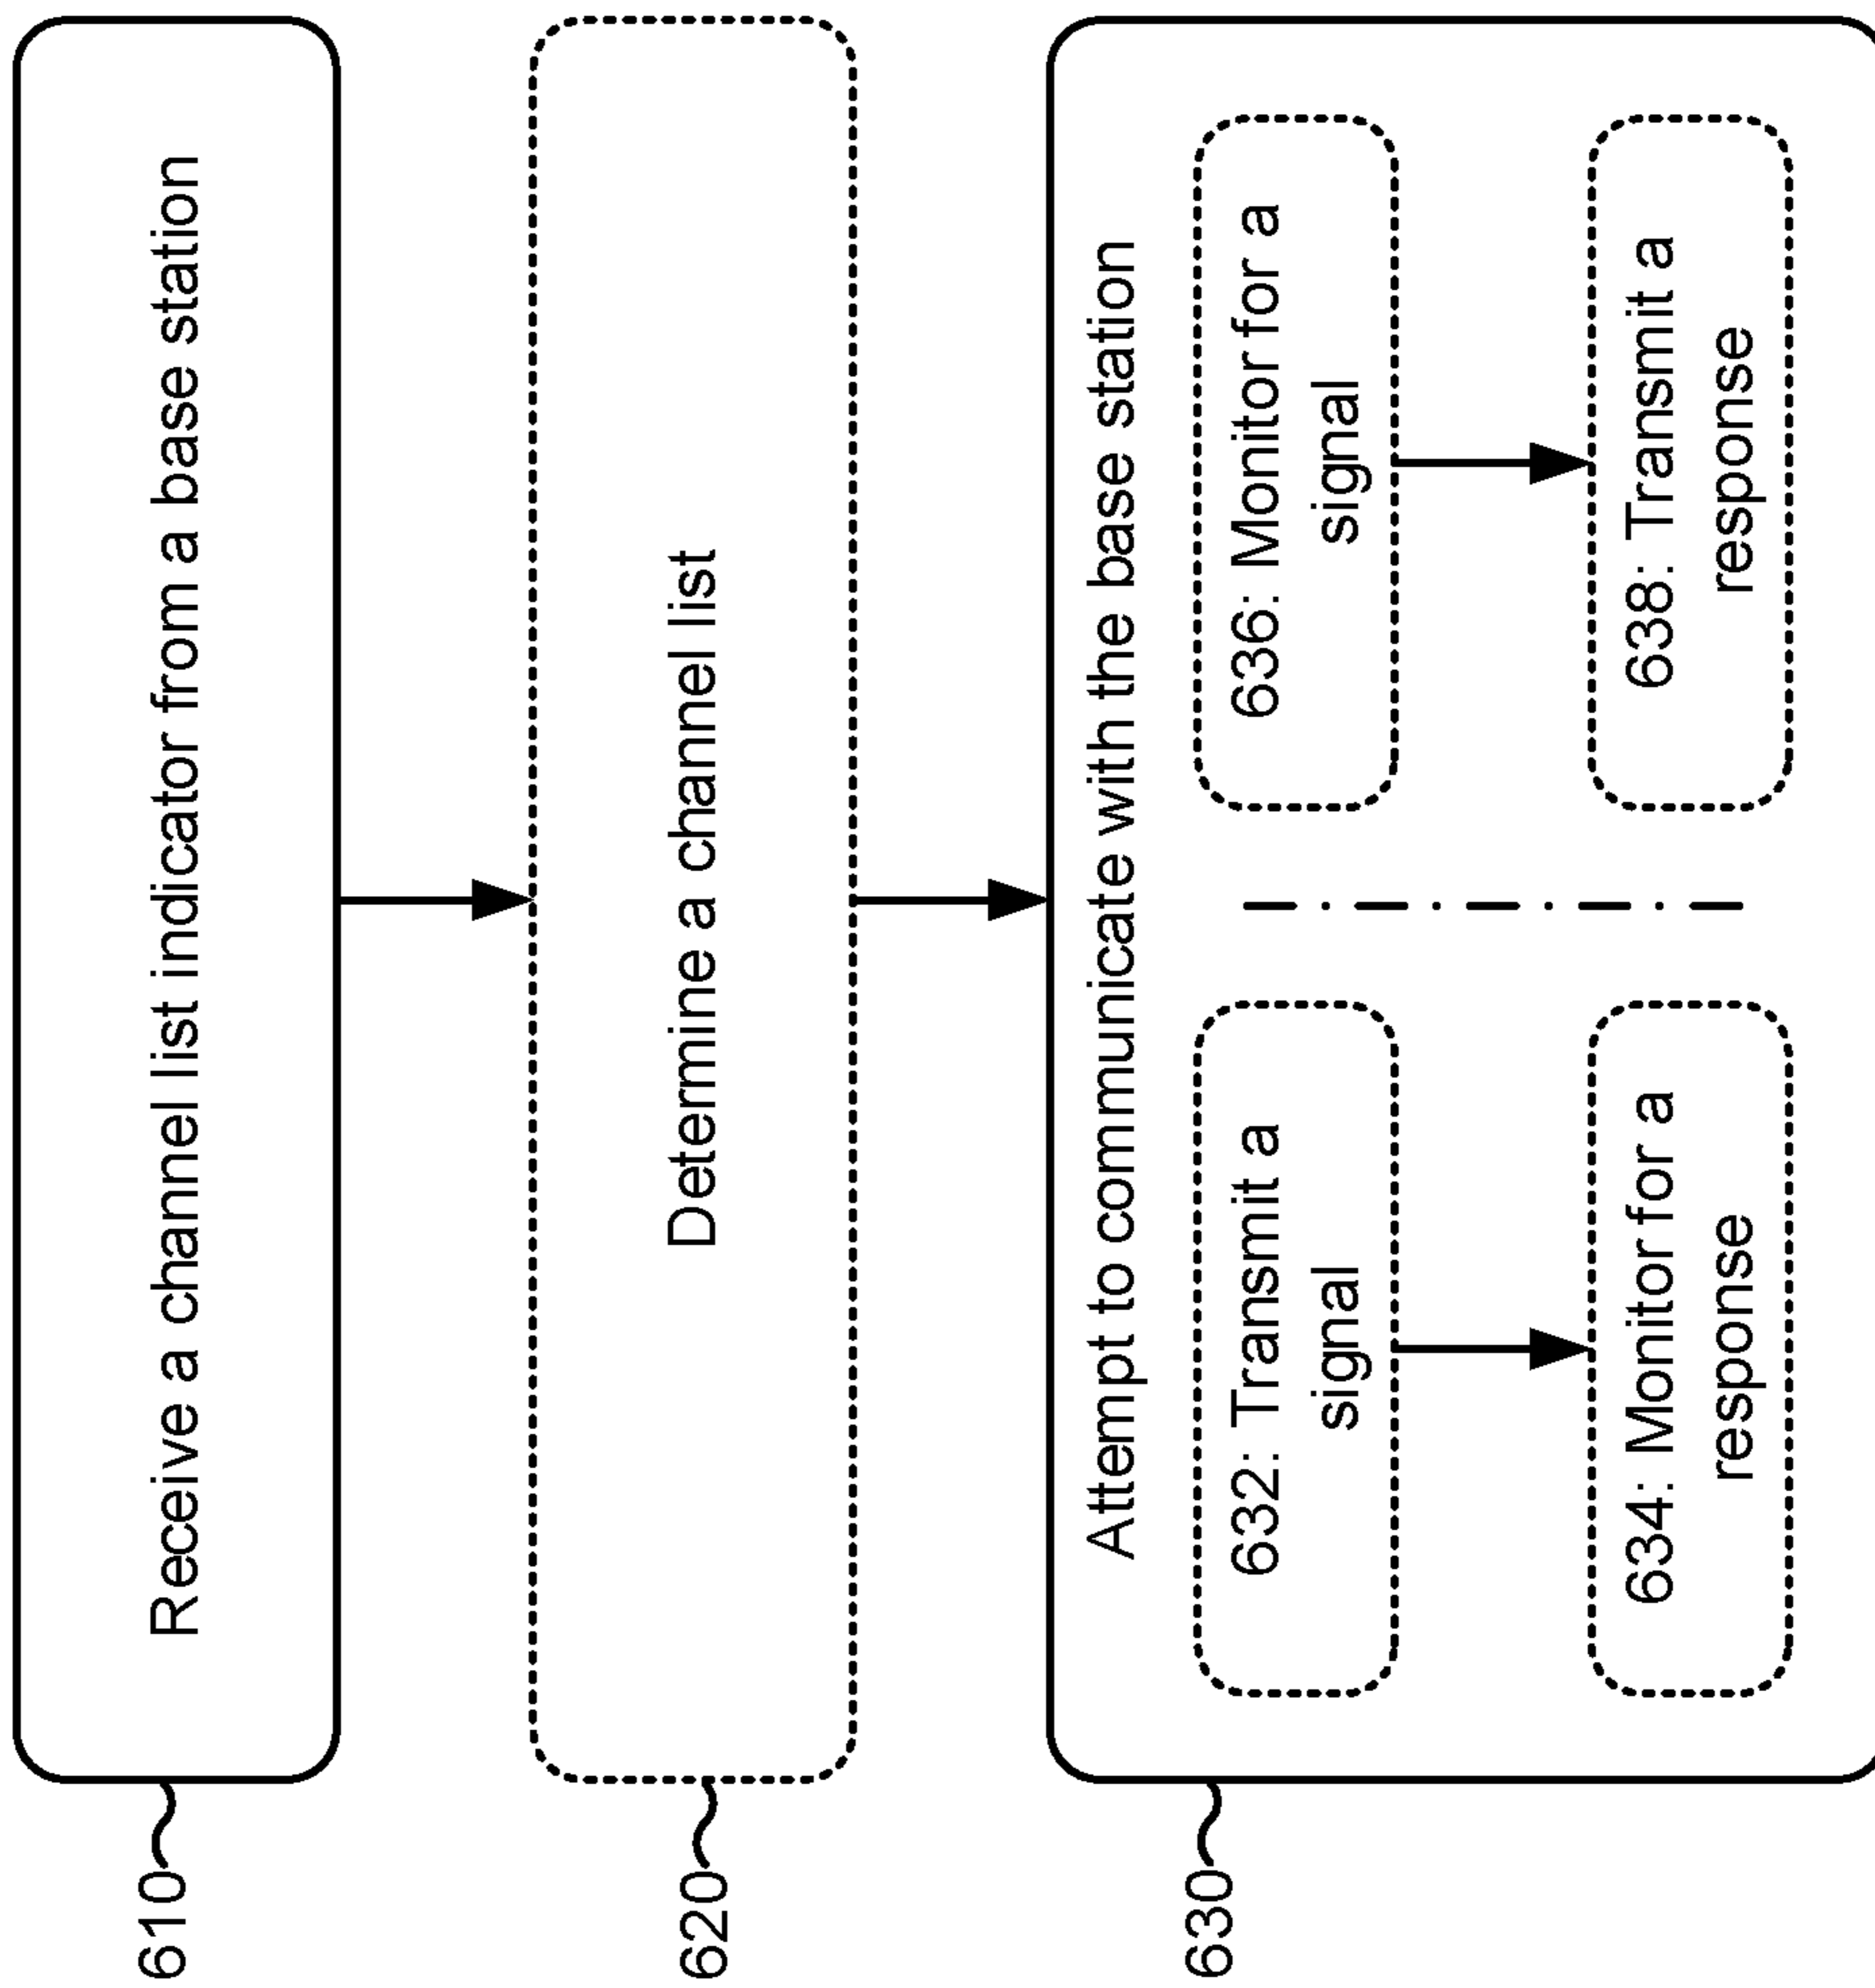 610
Receive a channel list indicator from a base station
620
Determine a channel list
630
Attempt to communicate with the base station
632: Transmit a
signal
634: Monitor for a
response
636: Monitor for a
signal
638: Transmit a
response